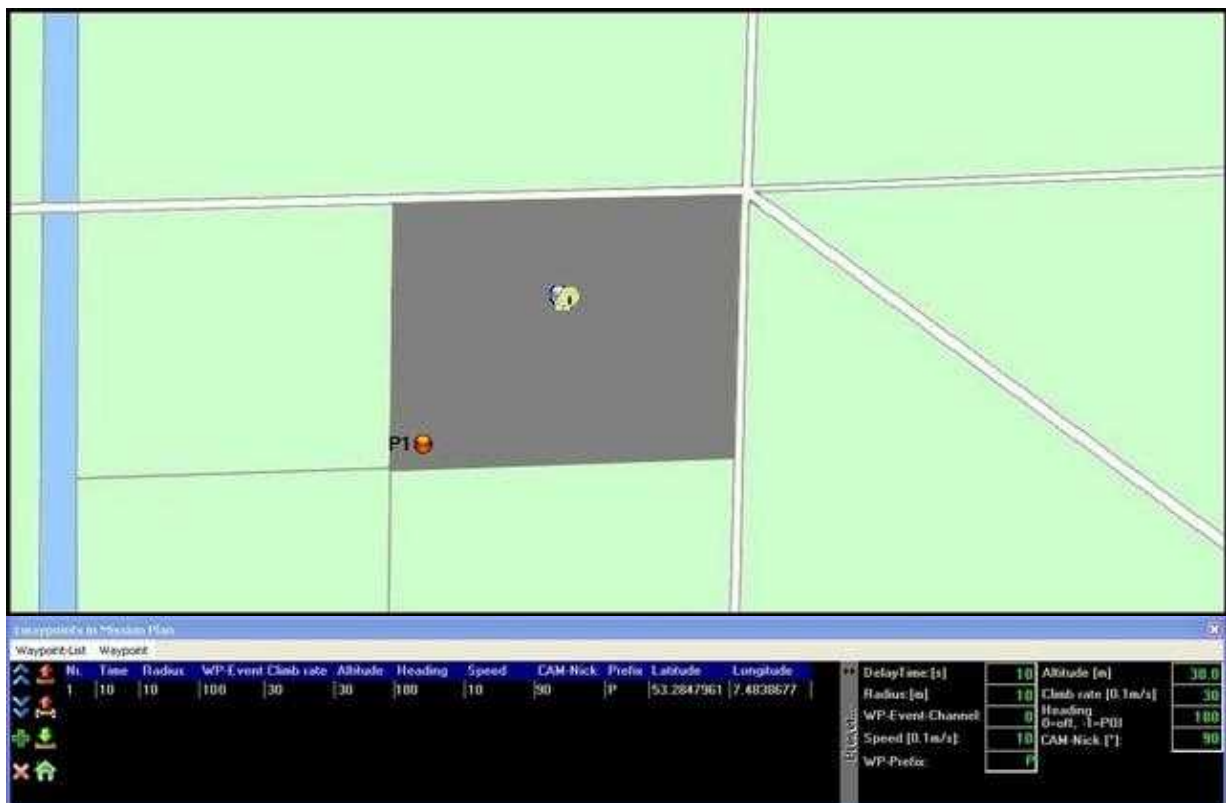 P1
Waypoints in Mission Plan
Waypoint-List Waypoint
Nr. Time Radius WP-Event Climb rate Altitude Heading Speed CAM-Nick Prefix Latitude Longitude
1 10 10 100 30 30 100 10 90 P 53.2847961 7.4838677
DelayTime: [s] 10 Altitude [m] 30.0
Radius: [m] 10 Climb rate [0.1m/s] 30
WP-Event-Channel: 0 Heading 0=off, -1=POI 100
Speed [0.1m/s]: 10 CAM-Nick [°]: 90
WP-Prefix: P